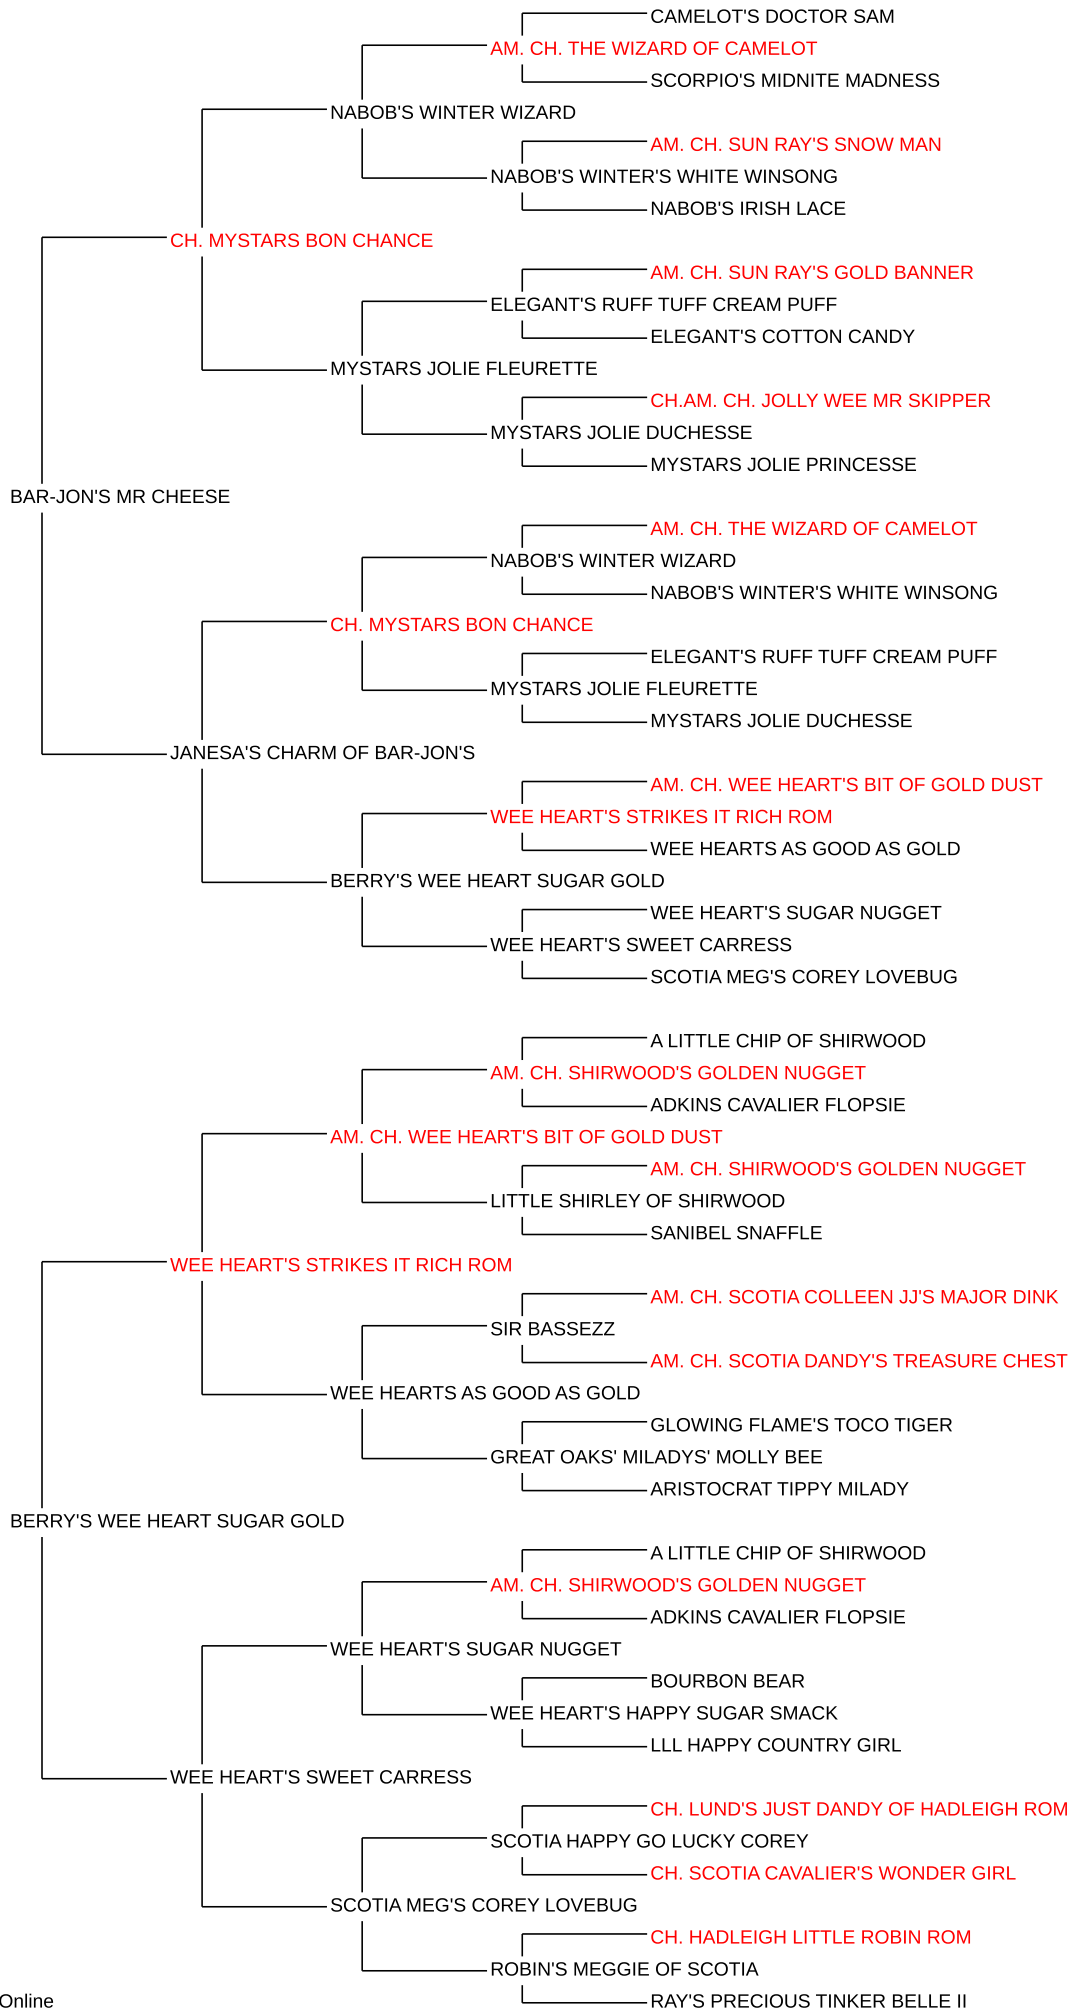 CAMELOT'S DOCTOR SAM
AM. CH. THE WIZARD OF CAMELOT
SCORPIO'S MIDNITE MADNESS
NABOB'S WINTER WIZARD
AM. CH. SUN RAY'S SNOW MAN
NABOB'S WINTER'S WHITE WINSONG
NABOB'S IRISH LACE
CH. MYSTARS BON CHANCE
AM. CH. SUN RAY'S GOLD BANNER
ELEGANT'S RUFF TUFF CREAM PUFF
ELEGANT'S COTTON CANDY
MYSTARS JOLIE FLEURETTE
CH.AM. CH. JOLLY WEE MR SKIPPER
MYSTARS JOLIE DUCHESSE
MYSTARS JOLIE PRINCESSE
BAR-JON'S MR CHEESE
AM. CH. THE WIZARD OF CAMELOT
NABOB'S WINTER WIZARD
NABOB'S WINTER'S WHITE WINSONG
CH. MYSTARS BON CHANCE
ELEGANT'S RUFF TUFF CREAM PUFF
MYSTARS JOLIE FLEURETTE
MYSTARS JOLIE DUCHESSE
JANESA'S CHARM OF BAR-JON'S
AM. CH. WEE HEART'S BIT OF GOLD DUST
WEE HEART'S STRIKES IT RICH ROM
WEE HEARTS AS GOOD AS GOLD
BERRY'S WEE HEART SUGAR GOLD
WEE HEART'S SUGAR NUGGET
WEE HEART'S SWEET CARRESS
SCOTIA MEG'S COREY LOVEBUG
A LITTLE CHIP OF SHIRWOOD
AM. CH. SHIRWOOD'S GOLDEN NUGGET
ADKINS CAVALIER FLOPSIE
AM. CH. WEE HEART'S BIT OF GOLD DUST
AM. CH. SHIRWOOD'S GOLDEN NUGGET
LITTLE SHIRLEY OF SHIRWOOD
SANIBEL SNAFFLE
WEE HEART'S STRIKES IT RICH ROM
AM. CH. SCOTIA COLLEEN JJ'S MAJOR DINK
SIR BASSEZZ
AM. CH. SCOTIA DANDY'S TREASURE CHEST
WEE HEARTS AS GOOD AS GOLD
GLOWING FLAME'S TOCO TIGER
GREAT OAKS' MILADYS' MOLLY BEE
ARISTOCRAT TIPPY MILADY
BERRY'S WEE HEART SUGAR GOLD
A LITTLE CHIP OF SHIRWOOD
AM. CH. SHIRWOOD'S GOLDEN NUGGET
ADKINS CAVALIER FLOPSIE
WEE HEART'S SUGAR NUGGET
BOURBON BEAR
WEE HEART'S HAPPY SUGAR SMACK
LLL HAPPY COUNTRY GIRL
WEE HEART'S SWEET CARRESS
CH. LUND'S JUST DANDY OF HADLEIGH ROM
SCOTIA HAPPY GO LUCKY COREY
CH. SCOTIA CAVALIER'S WONDER GIRL
SCOTIA MEG'S COREY LOVEBUG
CH. HADLEIGH LITTLE ROBIN ROM
ROBIN'S MEGGIE OF SCOTIA
Online
RAY'S PRECIOUS TINKER BELLE II